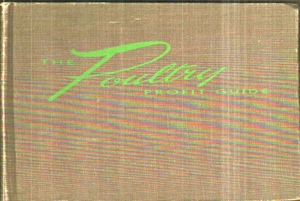 THE
Poultry
PROFIT GUIDE